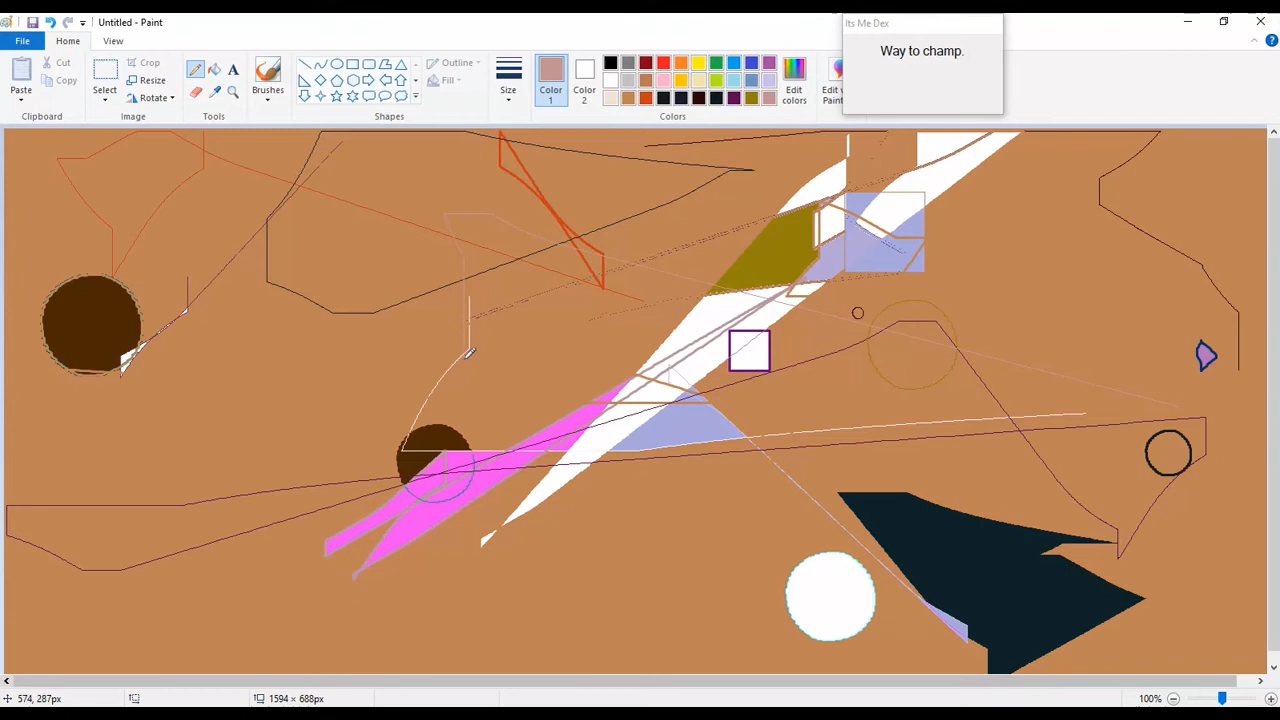 Untitled - Paint
Its Me Dex
Way to champ.
File
Home
View
Paste
Cut
Copy
Clipboard
Select
Crop
Resize
Rotate
Image
A
Tools
Brushes
Shapes
Outline
Fill
Size
Color
1
Color
2
Colors
Edit
colors
Edit w
Paint
574, 287px
1594 × 688px
100%